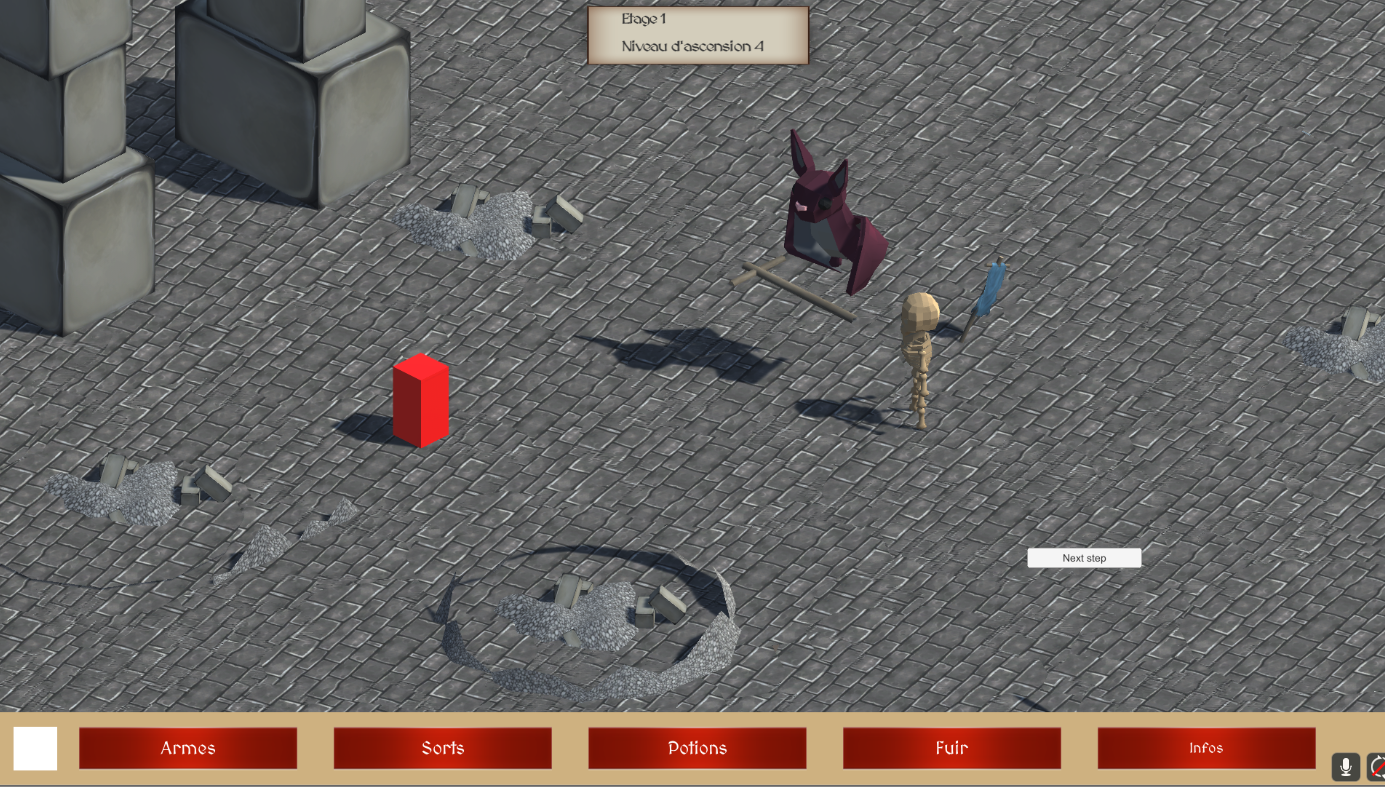 Etage 1
Niveau d'ascension 4
Next step
Armes
Sorts
Potions
Fuir
Infos